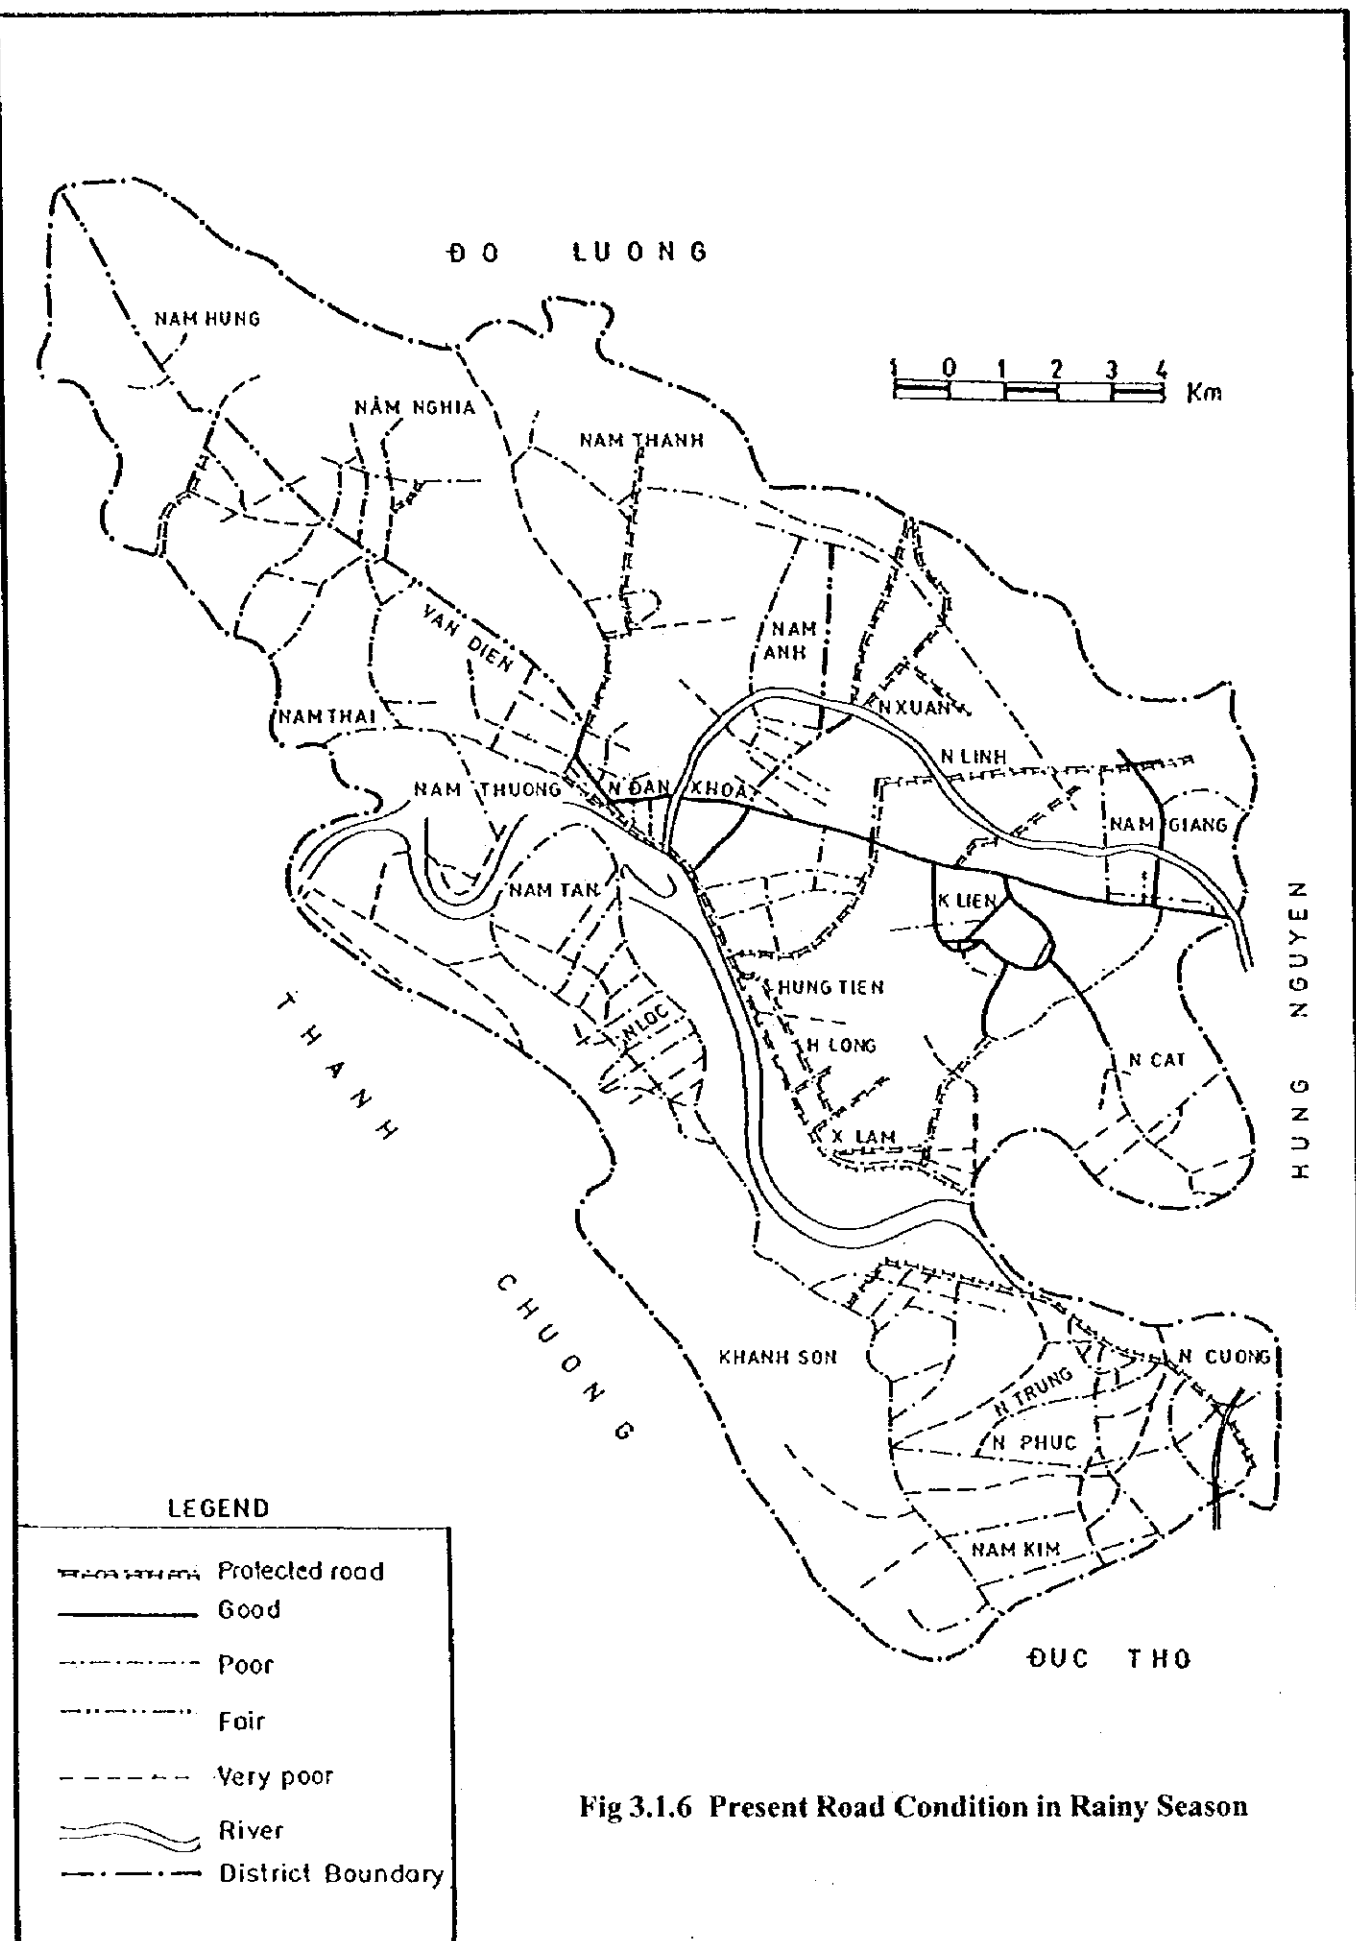 ĐO LUONG
NAM HUNG
1 0 1 2 3 4
Km
NAM NGHIA
NAM THANH
VAN DIEN
NAM
ANH
NAM THAI
N XUAN
N LINH
NAM THUONG
N ĐAN
XHOA
NAM GIANG
NAM TAN
K LIEN
HUNG NGUYEN
THANH
HUNG TIEN
N LOC
H LONG
N CAT
X LAM
CHUONG
KHANH SON
N CUONG
N TRUNG
N PHUC
NAM KIM
ĐUC THO
LEGEND
Protected road
Good
Poor
Fair
Very poor
River
District Boundary
Fig 3.1.6 Present Road Condition in Rainy Season